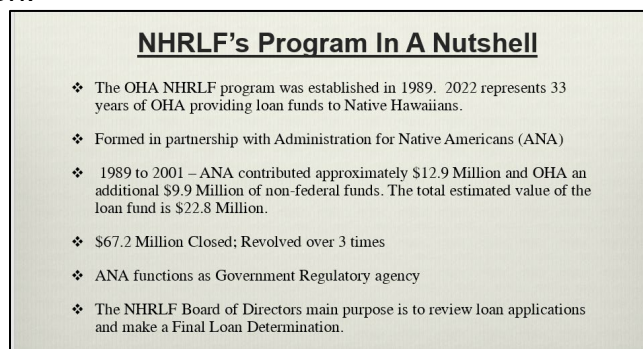 NHRLF's Program In A Nutshell
❖ The OHA NHRLF program was established in 1989. 2022 represents 33
years of OHA providing loan funds to Native Hawaiians.
❖ Formed in partnership with Administration for Native Americans (ANA)
❖ 1989 to 2001 – ANA contributed approximately $12.9 Million and OHA an
additional $9.9 Million of non-federal funds. The total estimated value of the
loan fund is $22.8 Million.
❖ $67.2 Million Closed; Revolved over 3 times
❖ ANA functions as Government Regulatory agency
❖ The NHRLF Board of Directors main purpose is to review loan applications
and make a Final Loan Determination.